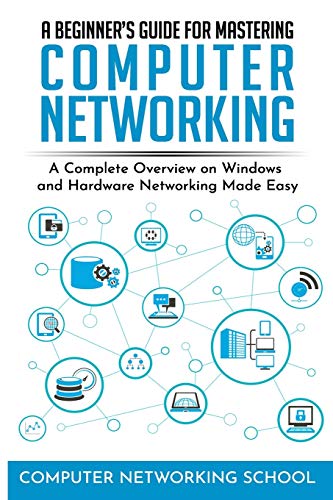 A BEGINNER'S GUIDE FOR MASTERING
COMPUTER
NETWORKING
A Complete Overview on Windows
and Hardware Networking Made Easy
COMPUTER NETWORKING SCHOOL